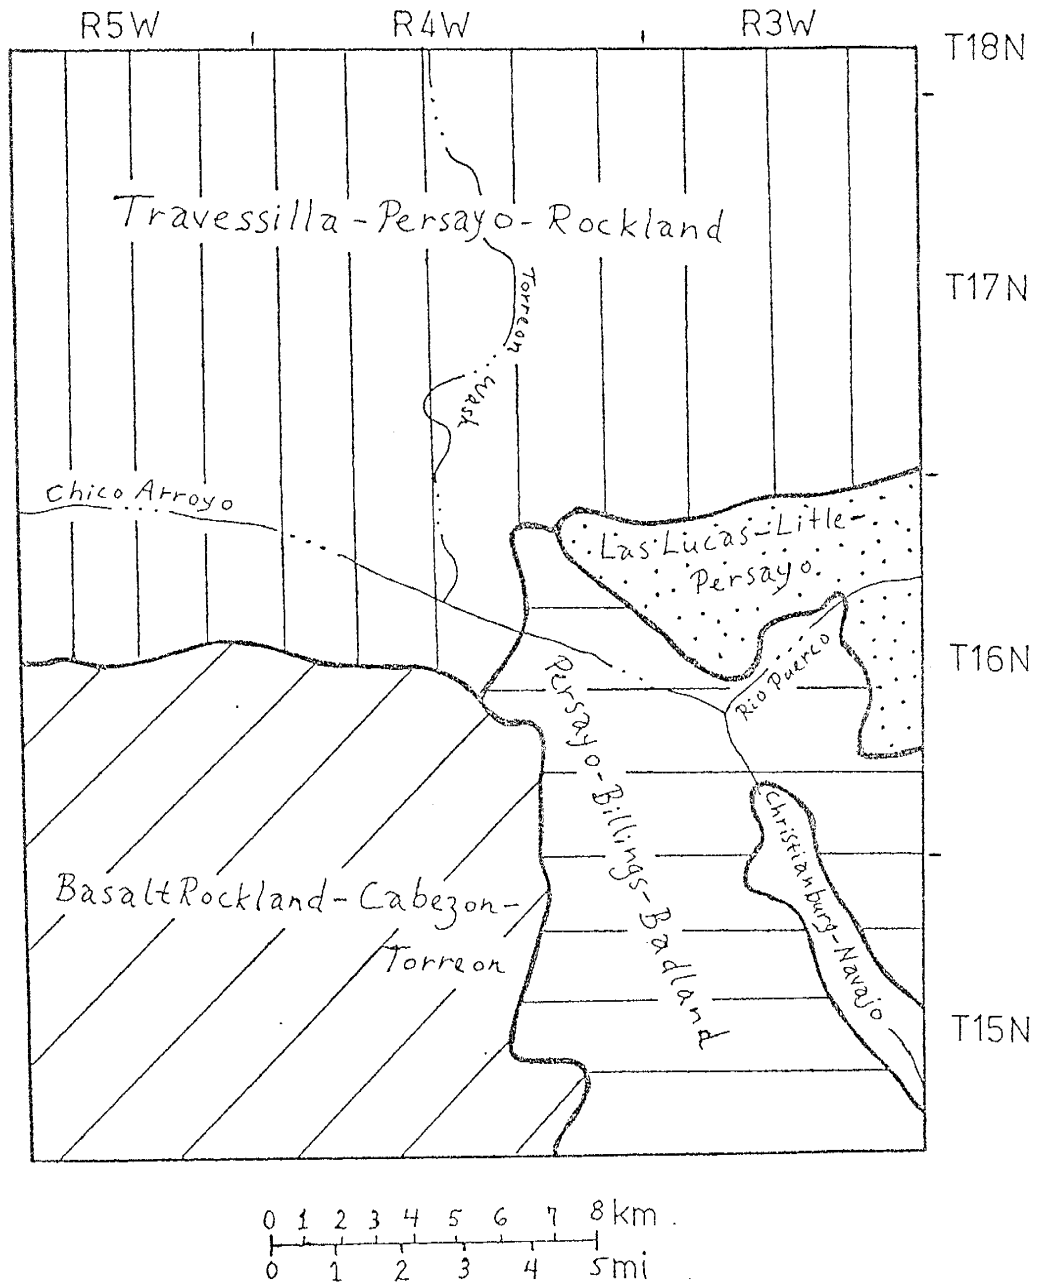 R5W R4W R3W
T18N
Travessilla-Persayo-Rockland
T17N
Torreon
Wash
Chico Arroyo
Las Lucas-Litle-
Persayo
T16N
Rio Puerco
Persayo-Billings-Badland
Christianburg-Navajo
Basalt Rockland-Cabezon-
Torreon
T15N
0 1 2 3 4 5 6 7 8 km.
0 1 2 3 4 5 mi